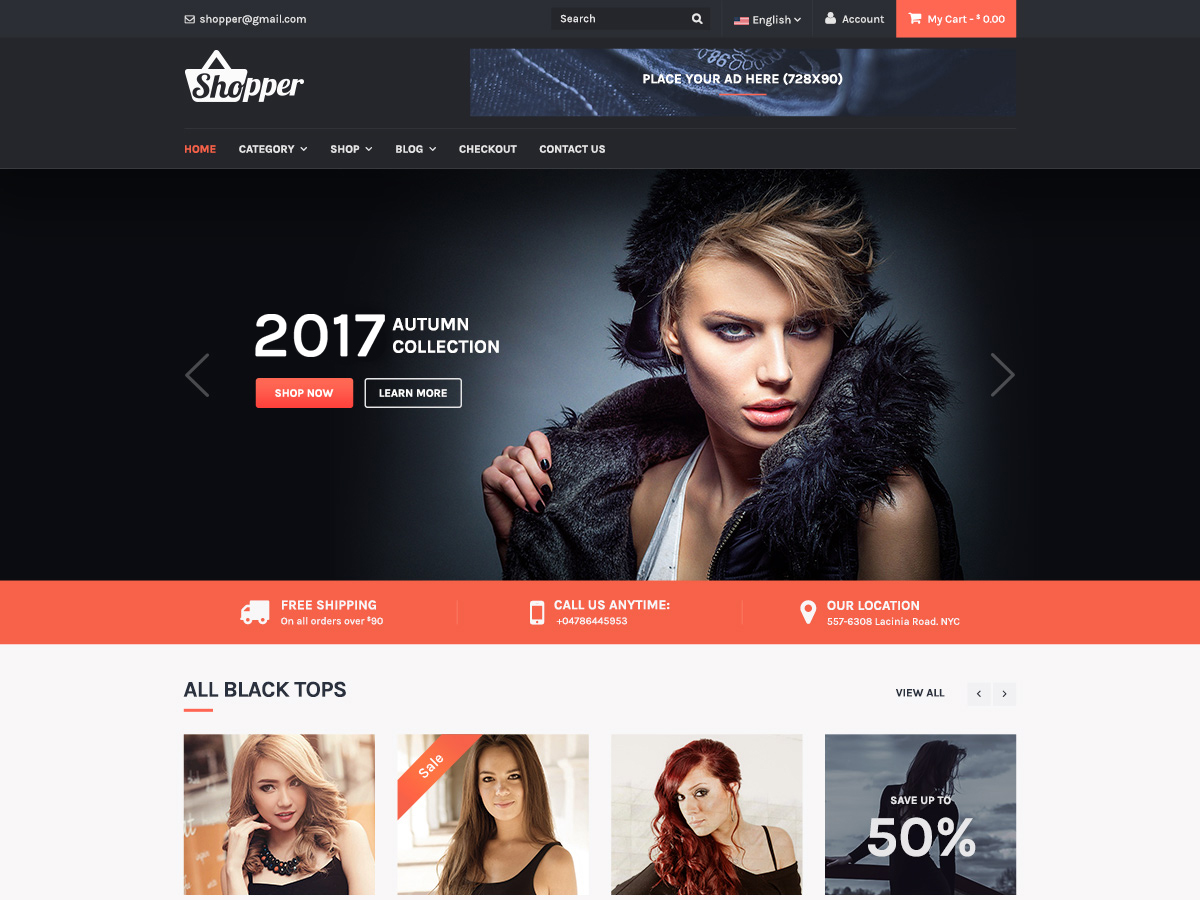 shopper@gmail.com
Search
English
Account
My Cart - $ 0.00
Shopper
PLACE YOUR AD HERE (728X90)
HOME
CATEGORY
SHOP
BLOG
CHECKOUT
CONTACT US
2017 AUTUMN
COLLECTION
SHOP NOW
LEARN MORE
FREE SHIPPING
On all orders over $90
CALL US ANYTIME:
+04786445953
OUR LOCATION
557-6308 Lacinia Road. NYC
ALL BLACK TOPS
VIEW ALL
Sale
SAVE UP TO
50%